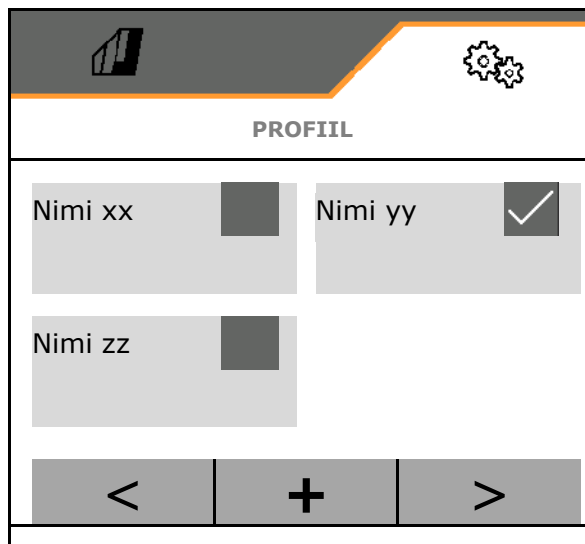 PROFIIL
Nimi xx
Nimi yy
Nimi zz
< + >